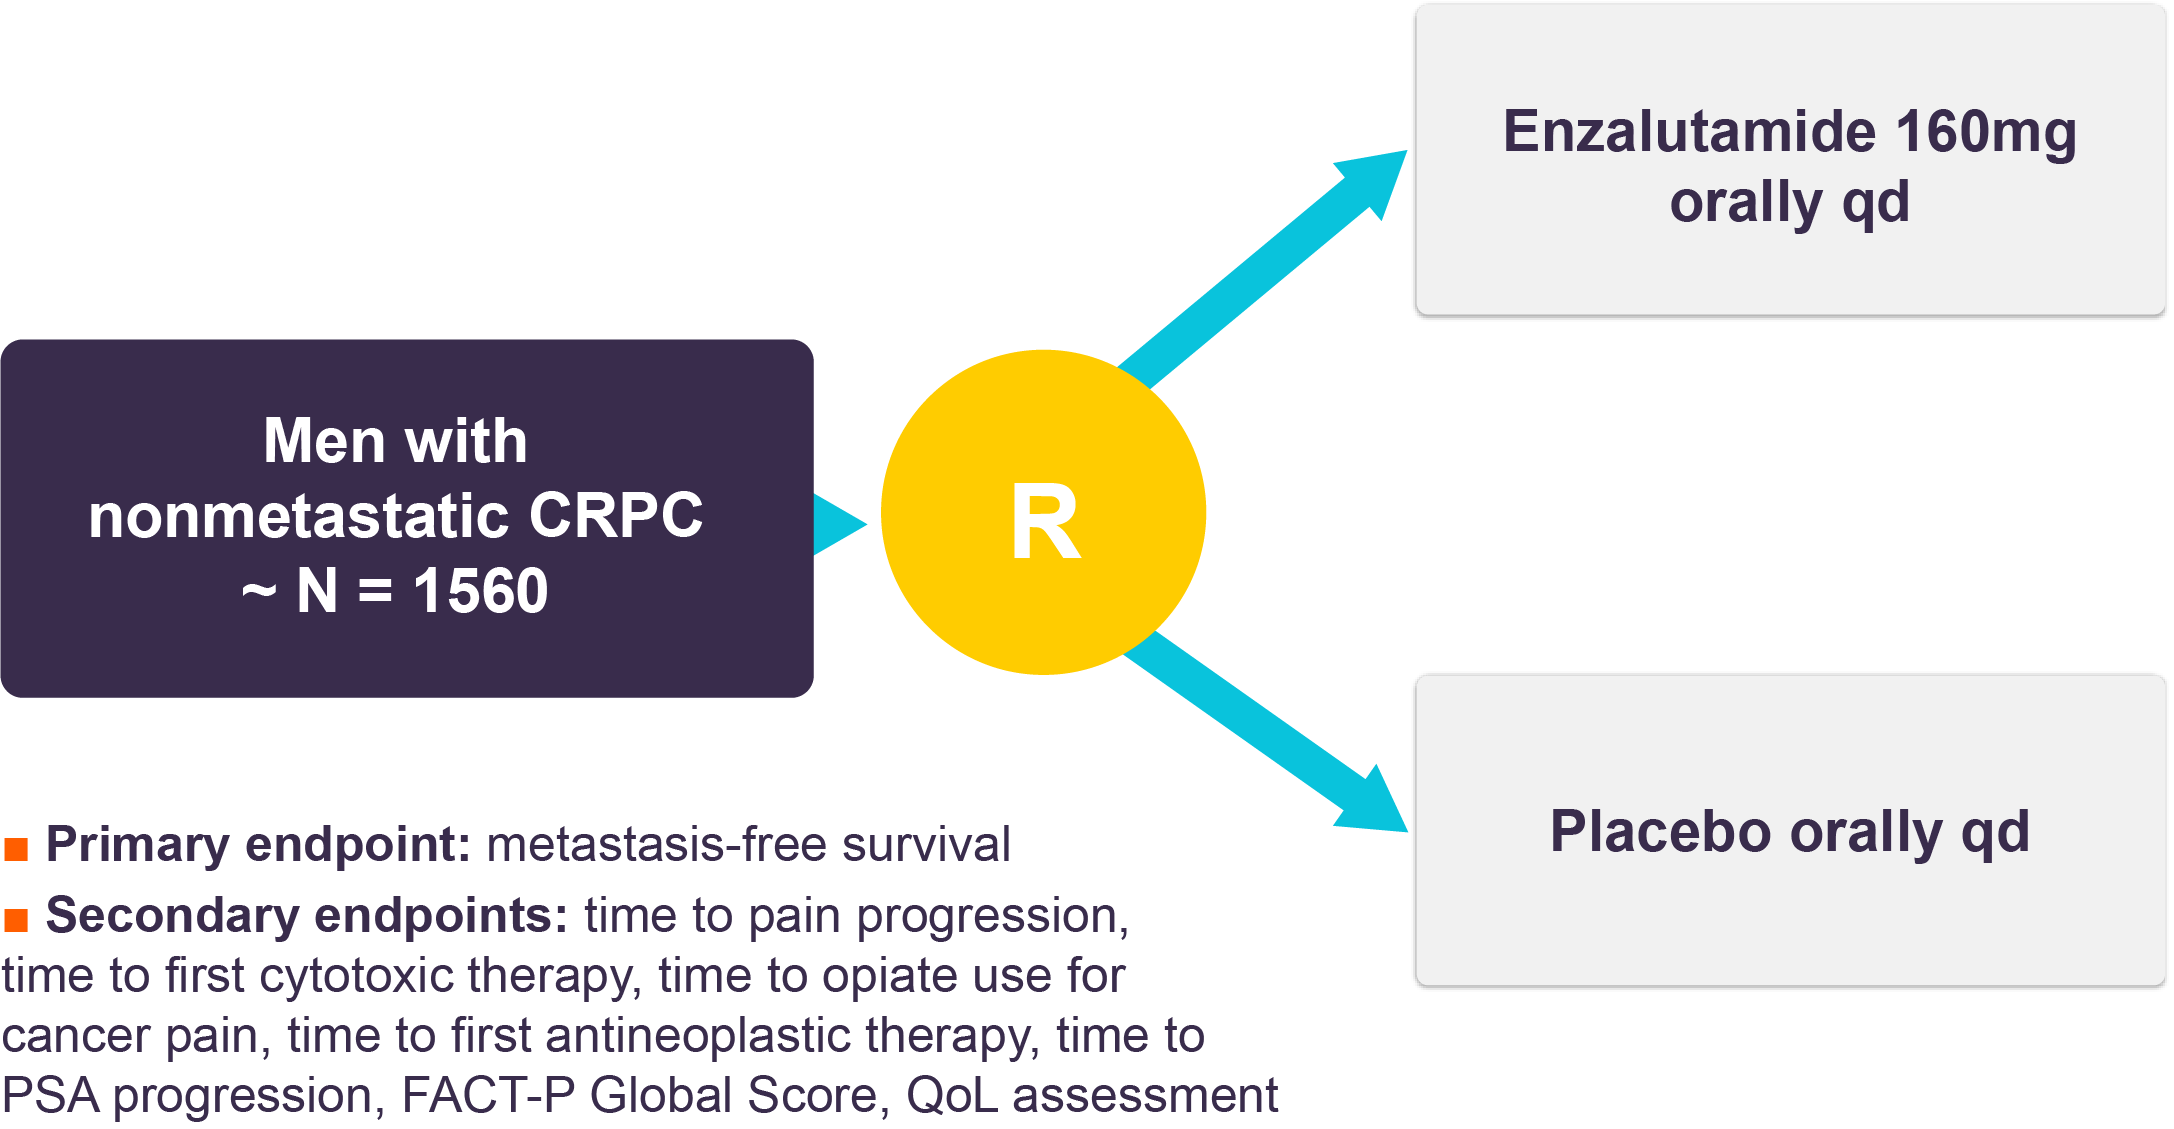 Men with
nonmetastatic CRPC
~ N = 1560
R
Enzalutamide 160mg
orally qd
Placebo orally qd
■ Primary endpoint: metastasis-free survival
■ Secondary endpoints: time to pain progression,
time to first cytotoxic therapy, time to opiate use for
cancer pain, time to first antineoplastic therapy, time to
PSA progression, FACT-P Global Score, QoL assessment